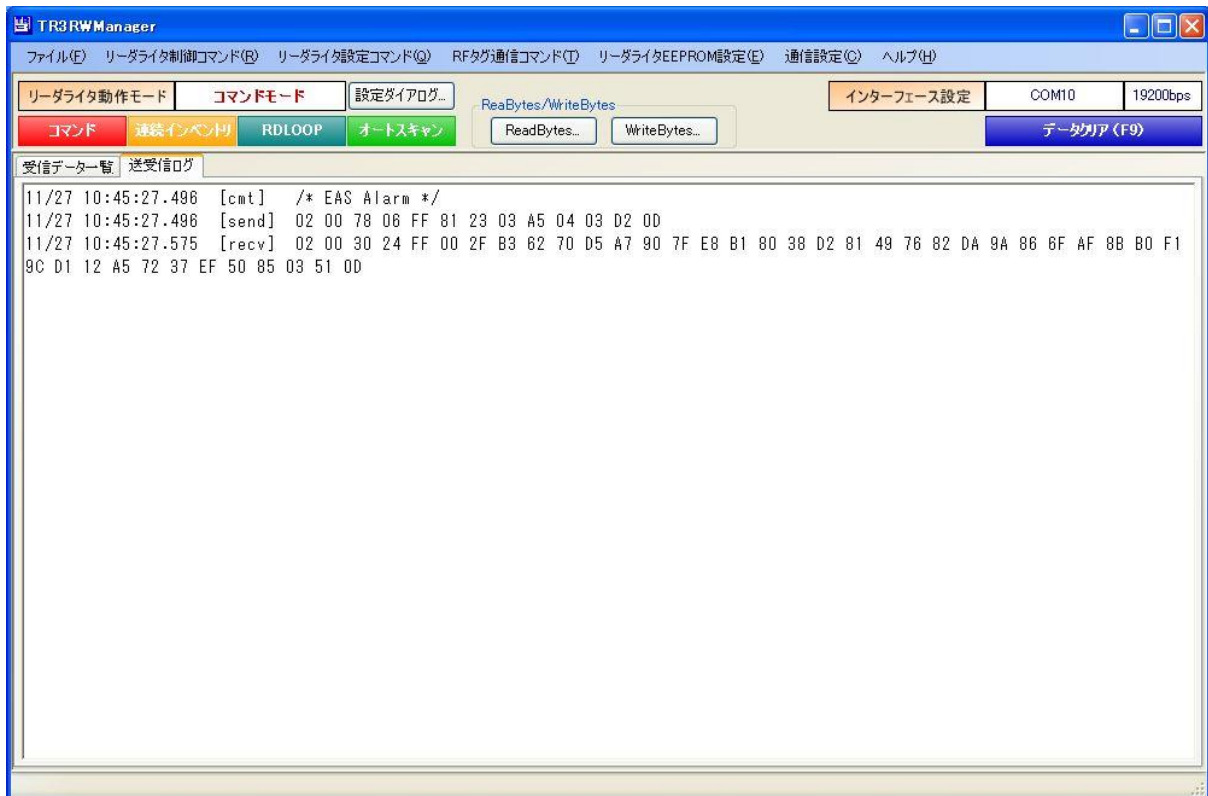 TR3RWManager
ファイル(F) リーダライタ制御コマンド(R) リーダライタ設定コマンド(Q) RFタグ通信コマンド(T) リーダライタEEPROM設定(E) 通信設定(C) ヘルプ(H)
リーダライタ動作モード コマンドモード 設定ダイアログ... ReaBytes/WriteBytes インターフェース設定 COM10 19200bps
コマンド 連続インベントリ RDLOOP オートスキャン ReadBytes... WriteBytes... データクリア(F9)
受信データ一覧 送受信ログ
11/27 10:45:27.496 [cmt] /* EAS Alarm */
11/27 10:45:27.496 [send] 02 00 78 06 FF 81 23 03 A5 04 03 D2 0D
11/27 10:45:27.575 [recv] 02 00 30 24 FF 00 2F B3 62 70 D5 A7 90 7F E8 B1 80 38 D2 81 49 76 82 DA 9A 86 6F AF 8B B0 F1
9C D1 12 A5 72 37 EF 50 85 03 51 0D